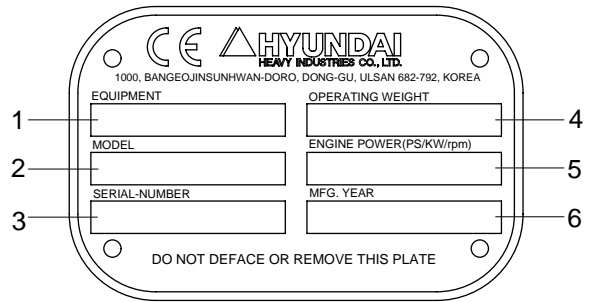 CE HYUNDAI
HEAVY INDUSTRIES CO., LTD.
1000, BANGEOJINSUNHWAN-DORO, DONG-GU, ULSAN 682-792, KOREA
EQUIPMENT OPERATING WEIGHT
1 4
MODEL ENGINE POWER(PS/KW/rpm)
2 5
SERIAL-NUMBER MFG. YEAR
3 6
DO NOT DEFACE OR REMOVE THIS PLATE